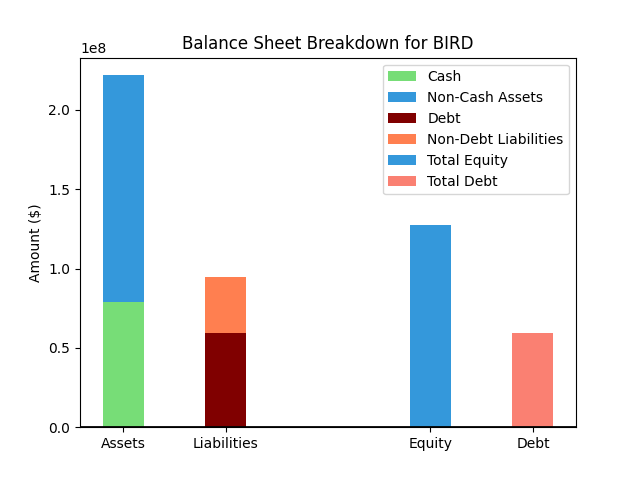 Balance Sheet Breakdown for BIRD
1e8
Cash
Non-Cash Assets
Debt
Non-Debt Liabilities
Total Equity
Total Debt
Amount ($)
2.0
1.5
1.0
0.5
0.0
Assets Liabilities Equity Debt